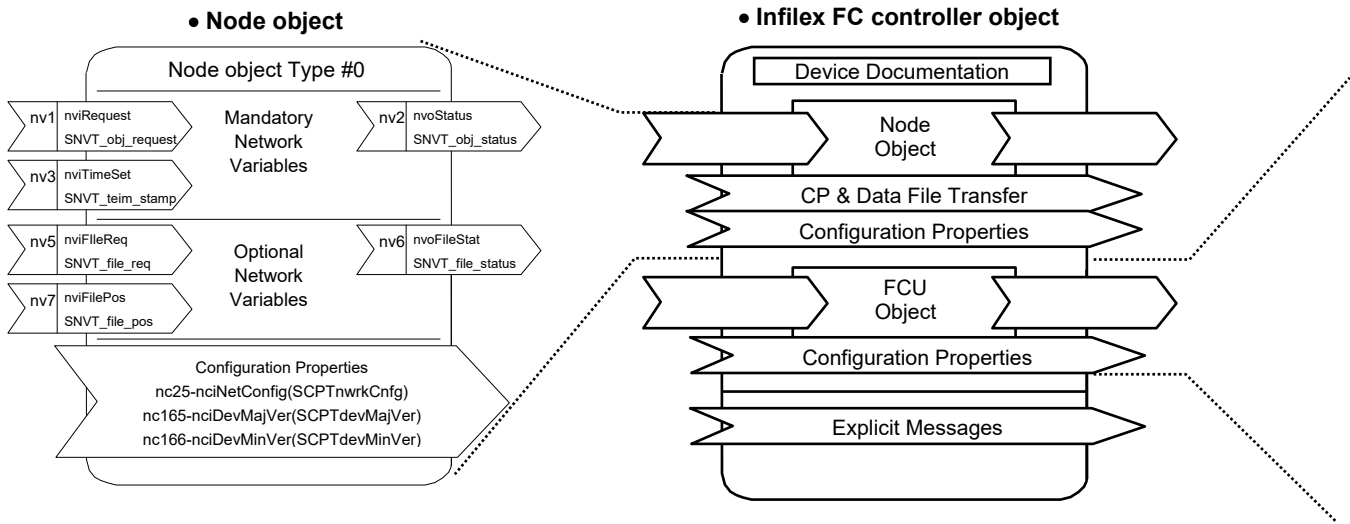 ● Node object
Node object Type #0
nv1 nviRequest
SNVT_obj_request
Mandatory
Network
Variables
nv2 nvoStatus
SNVT_obj_status
nv3 nviTimeSet
SNVT_teim_stamp
nv5 nviFIleReq
SNVT_file_req
Optional
Network
Variables
nv6 nvoFileStat
SNVT_file_status
nv7 nviFilePos
SNVT_file_pos
Configuration Properties
nc25-nciNetConfig(SCPTnwrkCnfg)
nc165-nciDevMajVer(SCPTdevMajVer)
nc166-nciDevMinVer(SCPTdevMinVer)
● Infilex FC controller object
Device Documentation
Node
Object
CP & Data File Transfer
Configuration Properties
FCU
Object
Configuration Properties
Explicit Messages